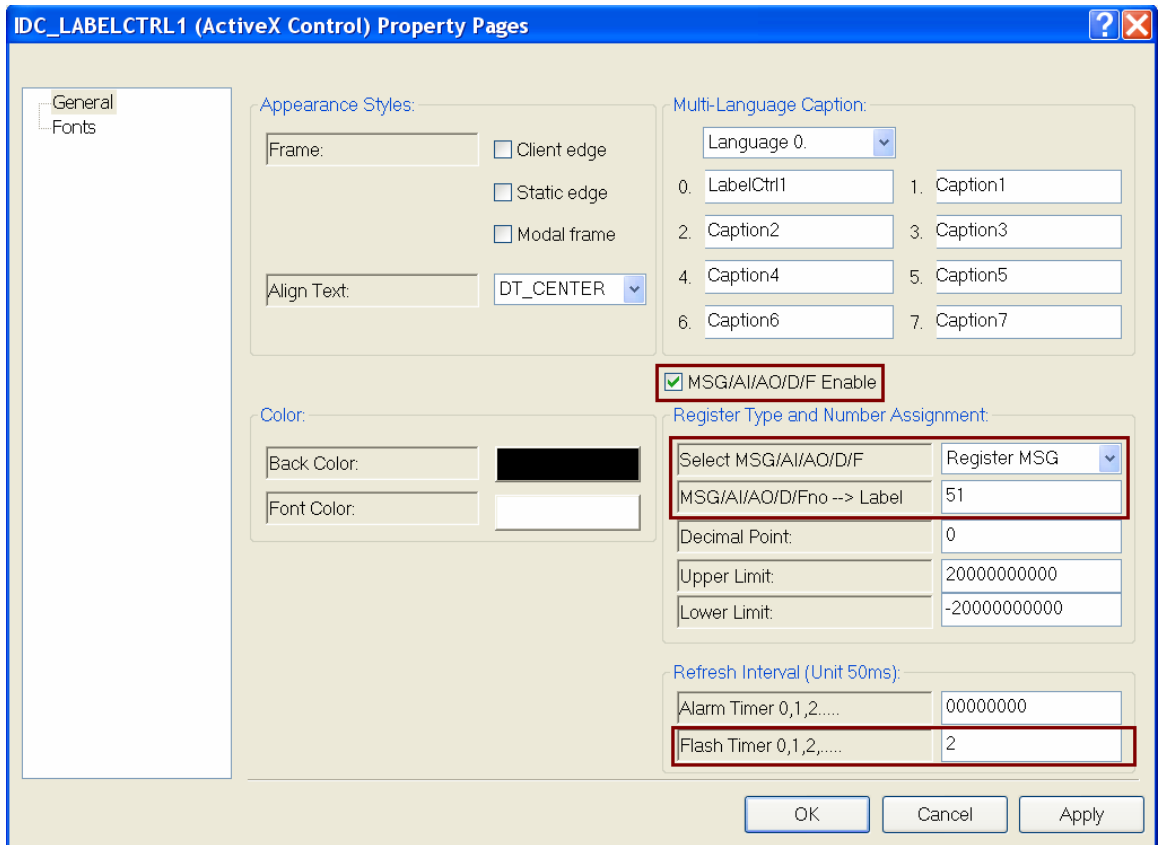 IDC_LABELCTRL1 (ActiveX Control) Property Pages
General
Fonts
Appearance Styles:
Frame:
Client edge
Static edge
Modal frame
Align Text:
DT_CENTER
Multi-Language Caption:
Language 0.
0. LabelCtrl1 1. Caption1
2. Caption2 3. Caption3
4. Caption4 5. Caption5
6. Caption6 7. Caption7
MSG/AI/AO/D/F Enable
Color:
Back Color:
Font Color:
Register Type and Number Assignment:
Select MSG/AI/AO/D/F Register MSG
MSG/AI/AO/D/Fno --> Label 51
Decimal Point: 0
Upper Limit: 20000000000
Lower Limit: -20000000000
Refresh Interval (Unit 50ms):
Alarm Timer 0,1,2..... 00000000
Flash Timer 0,1,2,..... 2
OK Cancel Apply